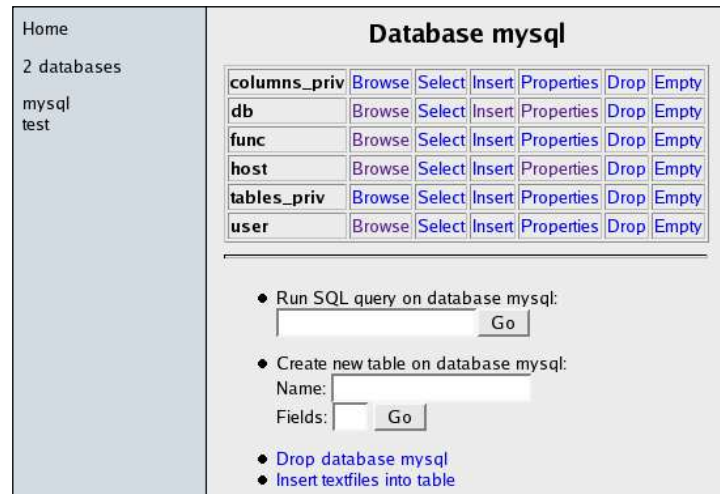 Home
2 databases
mysql
test
Database mysql
columns_priv Browse Select Insert Properties Drop Empty
db Browse Select Insert Properties Drop Empty
func Browse Select Insert Properties Drop Empty
host Browse Select Insert Properties Drop Empty
tables_priv Browse Select Insert Properties Drop Empty
user Browse Select Insert Properties Drop Empty
Run SQL query on database mysql:
Go
Create new table on database mysql:
Name:
Fields: Go
Drop database mysql
Insert textfiles into table